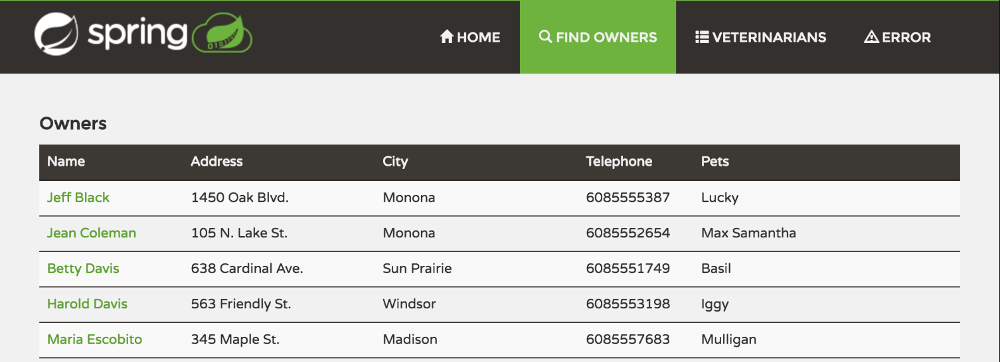 spring
HOME
FIND OWNERS
VETERINARIANS
ERROR
Owners
Name Address City Telephone Pets
Jeff Black 1450 Oak Blvd. Monona 6085555387 Lucky
Jean Coleman 105 N. Lake St. Monona 6085552654 Max Samantha
Betty Davis 638 Cardinal Ave. Sun Prairie 6085551749 Basil
Harold Davis 563 Friendly St. Windsor 6085553198 Iggy
Maria Escobito 345 Maple St. Madison 6085557683 Mulligan